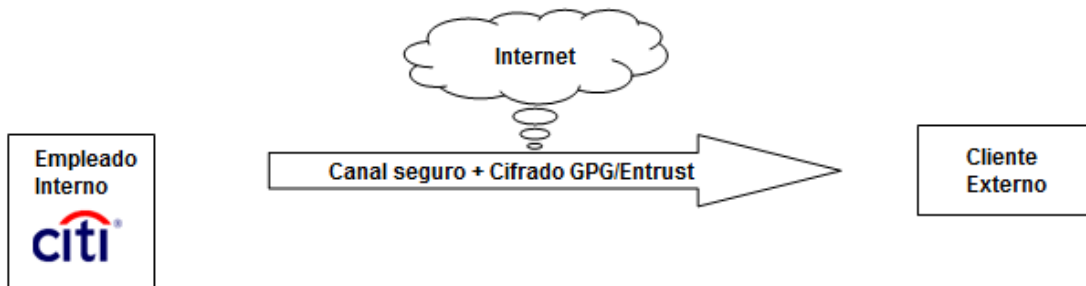 Internet
Empleado
Interno
citi®
Canal seguro + Cifrado GPG/Entrust
Cliente
Externo